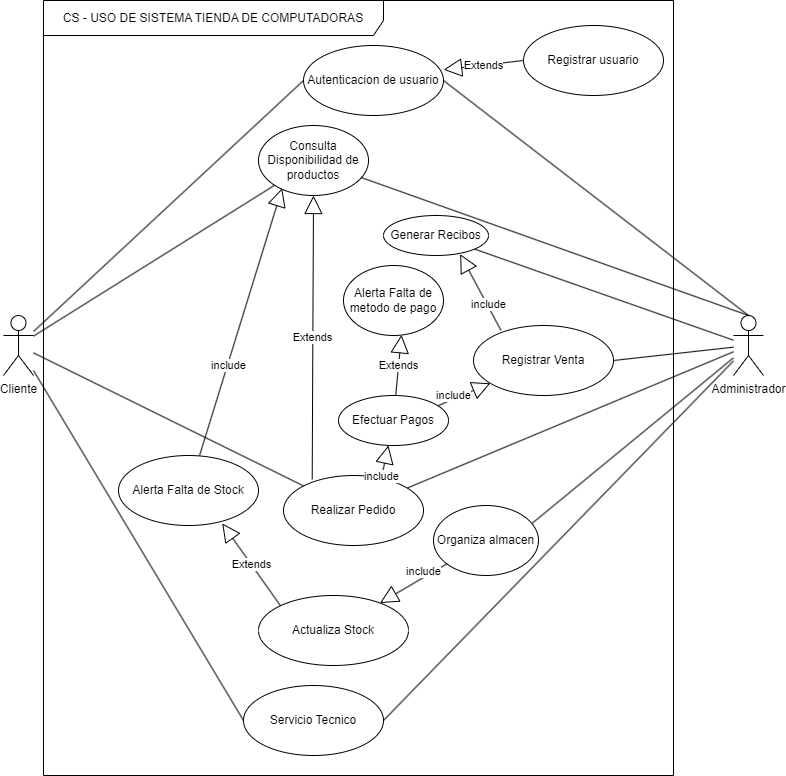 CS - USO DE SISTEMA TIENDA DE COMPUTADORAS
Registrar usuario
Extends
Autenticacion de usuario
Consulta
Disponibilidad de
productos
Generar Recibos
Alerta Falta de
metodo de pago
include
Extends
Registrar Venta
include
Extends
Cliente
Administrador
include
Efectuar Pagos
include
Alerta Falta de Stock
Realizar Pedido
Organiza almacen
Extends
include
Actualiza Stock
Servicio Tecnico